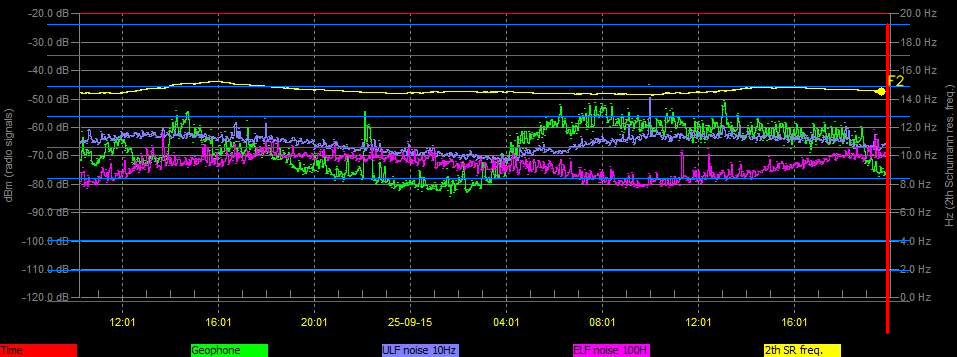 -20.0 dB 20.0 Hz
-30.0 dB 18.0 Hz
-40.0 dB 16.0 Hz
F2
-50.0 dB 14.0 Hz
-60.0 dB 12.0 Hz
-70.0 dB 10.0 Hz
-80.0 dB 8.0 Hz
-90.0 dB 6.0 Hz
-100.0 dB 4.0 Hz
-110.0 dB 2.0 Hz
-120.0 dB 0.0 Hz
dBm (radio signals)
Hz (2th Schumann res. freq.)
12:01 16:01 20:01 25-09-15 04:01 08:01 12:01 16:01
Time Geophone ULF noise 10Hz ELF noise 100H 2th SR freq.